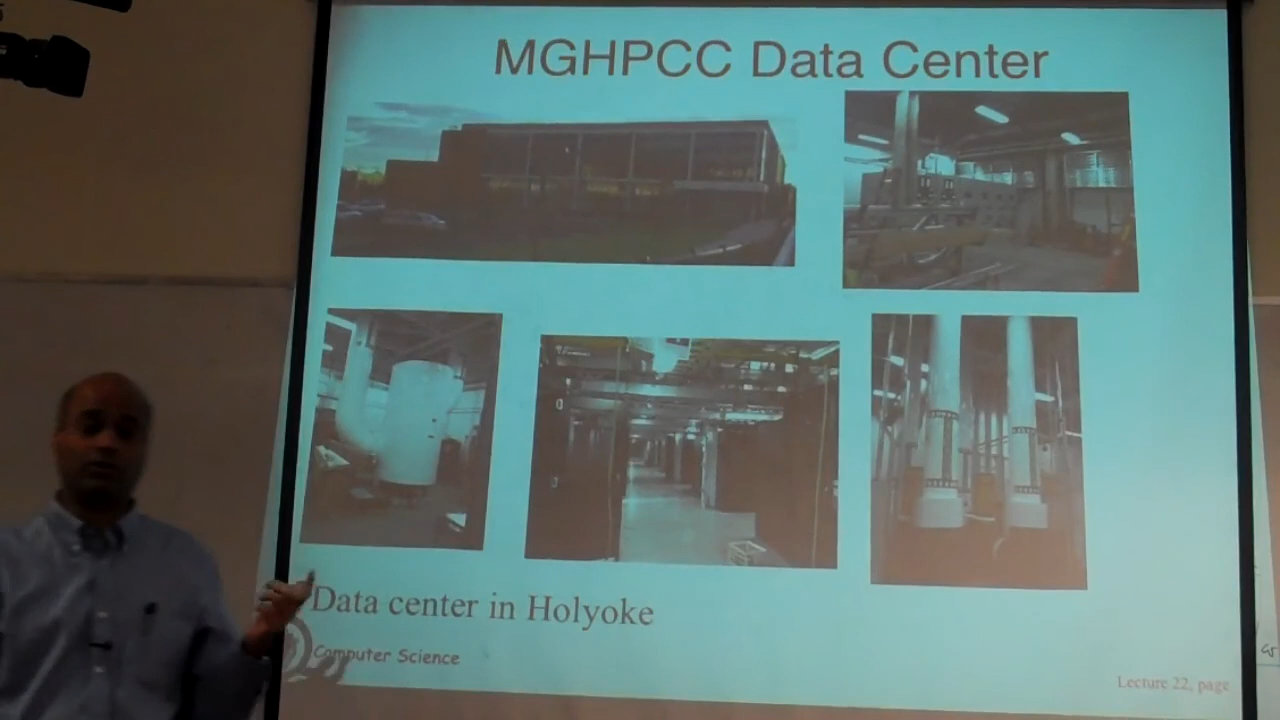 MGHPCC Data Center
Data center in Holyoke
Computer Science
Lecture 22, page